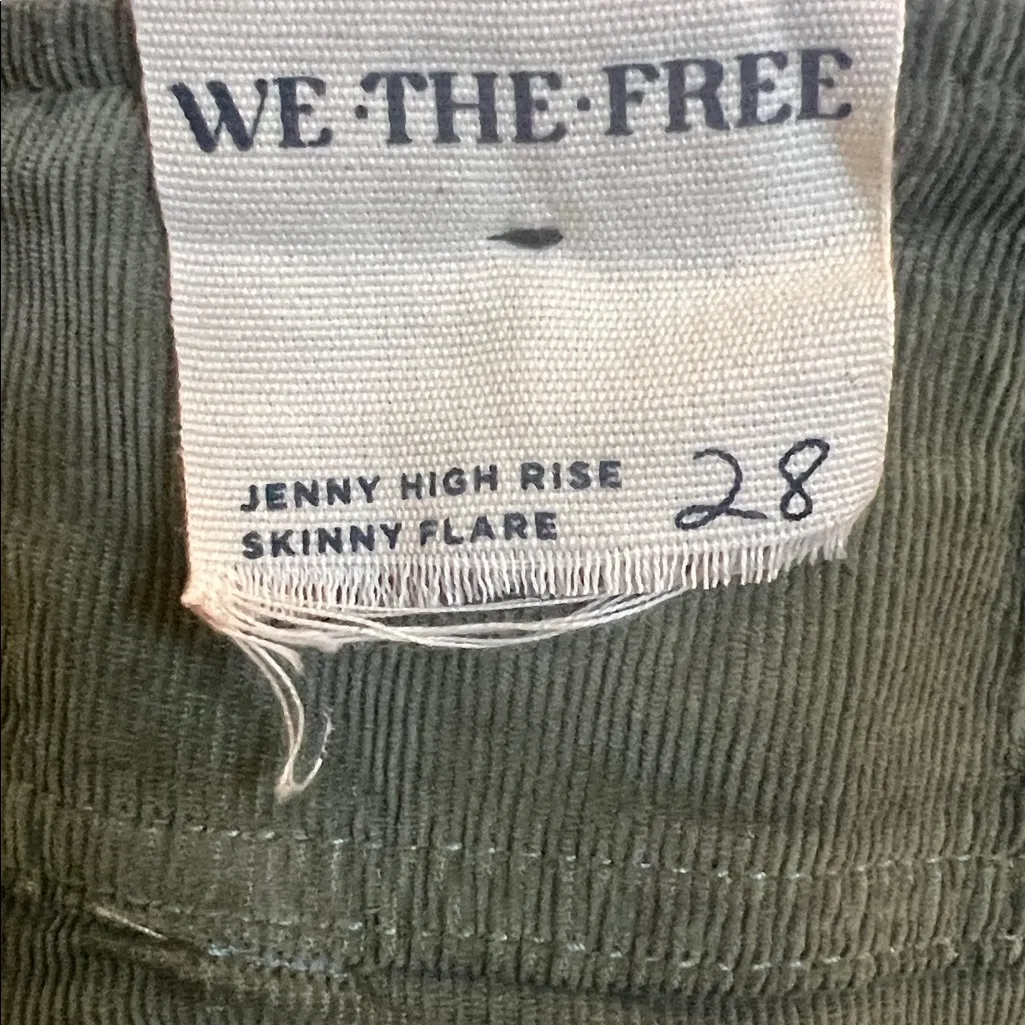 WE·THE·FREE
JENNY HIGH RISE 28
SKINNY FLARE